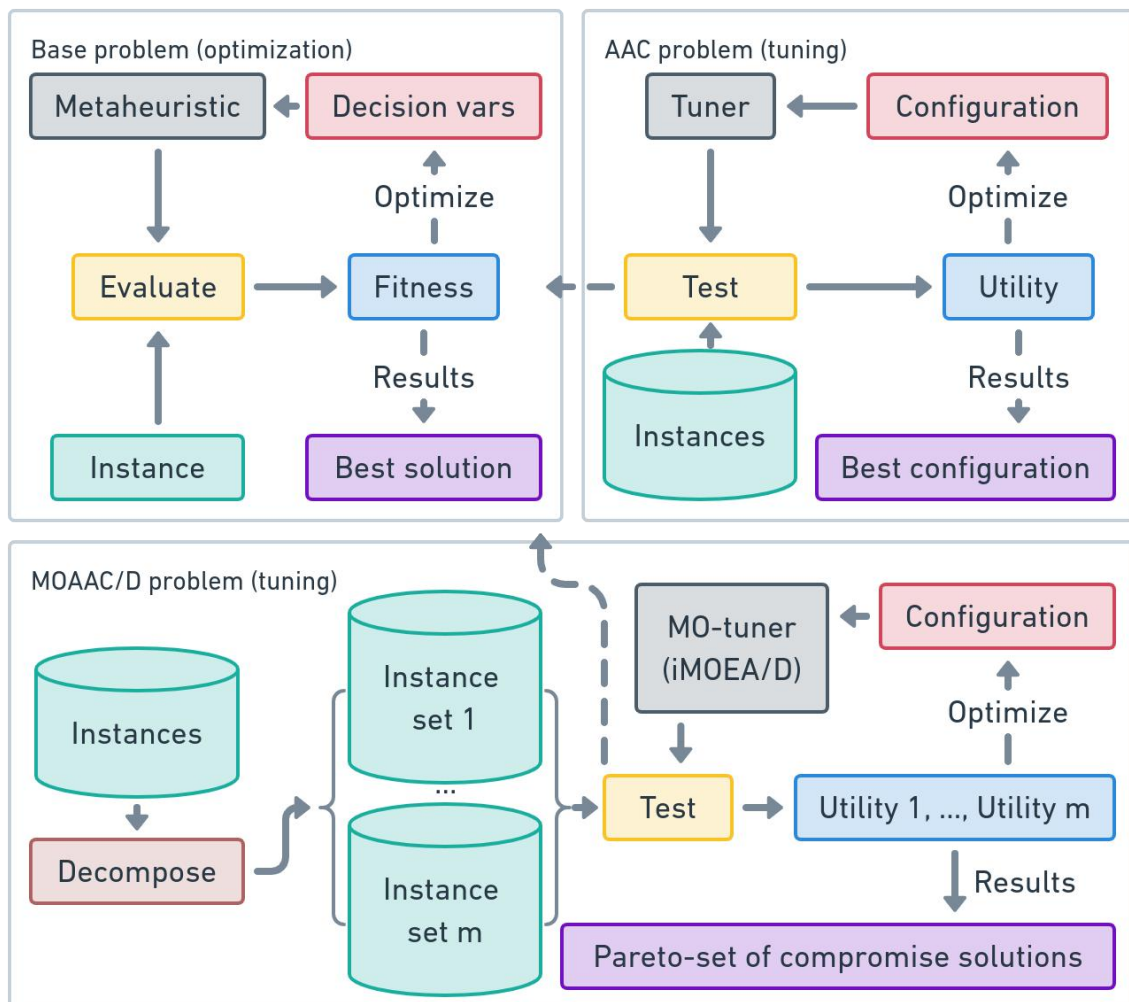 Base problem (optimization)
Metaheuristic
Decision vars
Optimize
Evaluate
Fitness
Results
Instance
Best solution
AAC problem (tuning)
Tuner
Configuration
Optimize
Test
Utility
Instances
Results
Best configuration
MOAAC/D problem (tuning)
Instances
Decompose
Instance
set 1
...
Instance
set m
MO-tuner
(iMOEA/D)
Configuration
Optimize
Test
Utility 1, ..., Utility m
Results
Pareto-set of compromise solutions